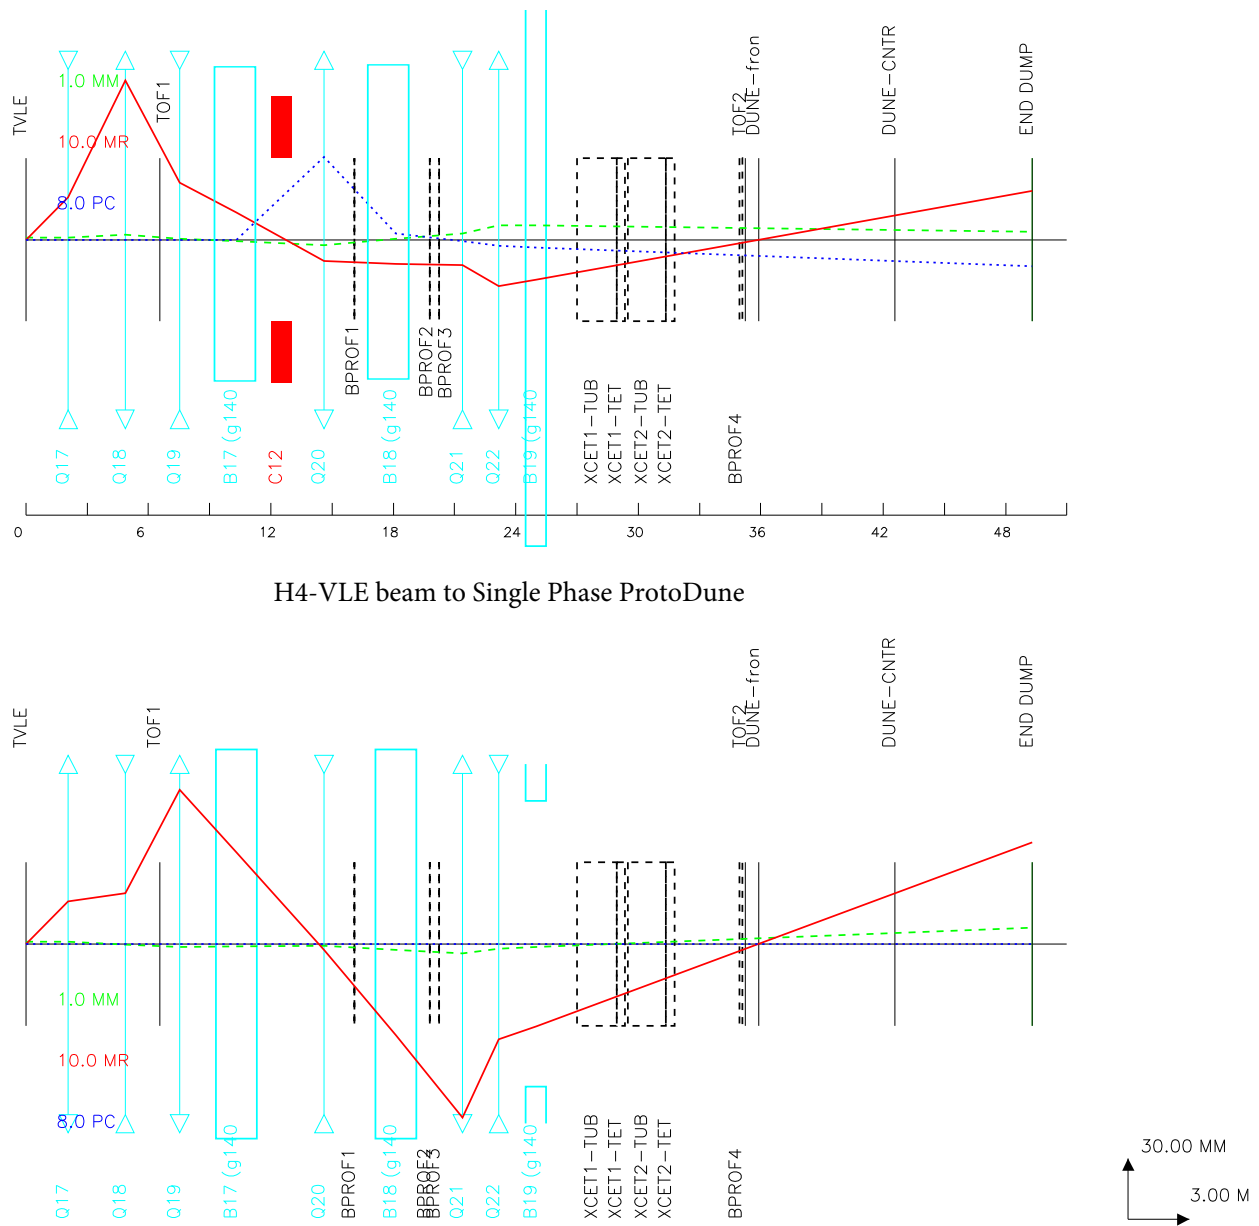 TVLE
1.0 MM
10.0 MR
8.0 PC
TOF1
TOF2
DUNE-fron
DUNE-CNTR
END DUMP
BPROF1
BPROF2
BPROF3
Q17
Q18
Q19
B17 (g140
C12
Q20
B18 (g140
Q21
Q22
B19 (g140
XCET1-TUB
XCET1-TET
XCET2-TUB
XCET2-TET
BPROF4
0 6 12 18 24 30 36 42 48
H4-VLE beam to Single Phase ProtoDune
TVLE
TOF1
TOF2
DUNE-fron
DUNE-CNTR
END DUMP
1.0 MM
10.0 MR
8.0 PC
Q17
Q18
Q19
B17 (g140
Q20
BPROF1
B18 (g140
BPROF2
BPROF3
Q21
Q22
B19 (g140
XCET1-TUB
XCET1-TET
XCET2-TUB
XCET2-TET
BPROF4
30.00 MM
3.00 M